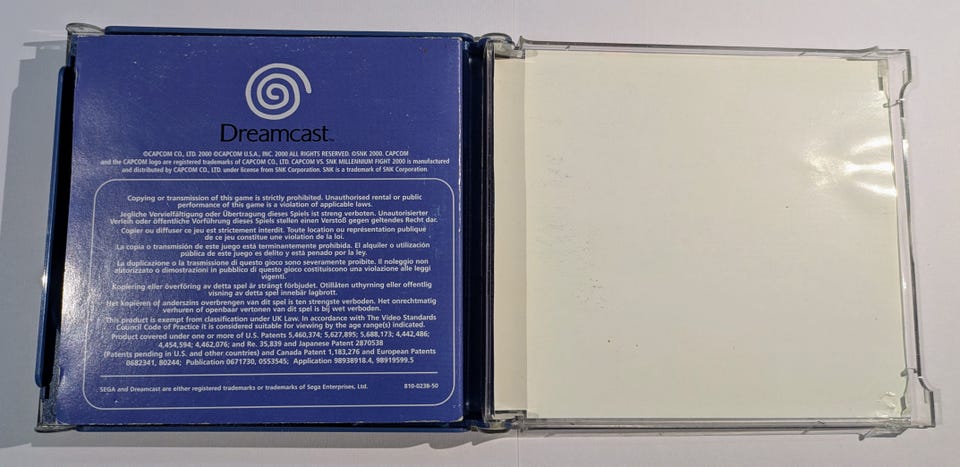 Dreamcast™
©CAPCOM CO., LTD. 2000 ©CAPCOM U.S.A., INC. 2000 ALL RIGHTS RESERVED. ©SNK 2000. CAPCOM
and the CAPCOM logo are registered trademarks of CAPCOM CO., LTD. CAPCOM VS. SNK MILLENNIUM FIGHT 2000 is manufactured
and distributed by CAPCOM CO., LTD. under license from SNK Corporation. SNK is a trademark of SNK Corporation.
Copying or transmission of this game is strictly prohibited. Unauthorised rental or public
performance of this game is a violation of applicable laws.
Jegliche Vervielfältigung oder Übertragung dieses Spiels ist streng verboten. Unautorisierter
Verleih oder öffentliche Vorführung dieses Spiels stellen einen Verstoß gegen geltendes Recht dar.
Copier ou diffuser ce jeu est strictement interdit. Toute location ou représentation publique
de ce jeu constitue une violation de la loi.
La copia o transmisión de este juego está terminantemente prohibida. El alquiler o utilización
pública de este juego es delito y está penado por la ley.
La duplicazione o la trasmissione di questo gioco sono severamente proibite. Il noleggio non
autorizzato o dimostrazioni in pubblico di questo gioco costituiscono una violazione alle leggi
vigenti.
Kopiering eller överföring av detta spel är strängt förbjudet. Otillåten uthyrning eller offentlig
visning av detta spel innebär lagbrott.
Het kopiëren of anderszins overbrengen van dit spel is ten strengste verboden. Het onrechtmatig
verhuren of openbaar vertonen van dit spel is bij wet verboden.
This product is exempt from classification under UK Law. In accordance with The Video Standards
Council Code of Practice it is considered suitable for viewing by the age range(s) indicated.
Product covered under one or more of U.S. Patents 5,460,374; 5,627,895; 5,688,173; 4,442,486;
4,454,594; 4,462,076; and Re. 35,839 and Japanese Patent 2870538
(Patents pending in U.S. and other countries) and Canada Patent 1,183,276 and European Patents
0682341, 80244; Publication 0671730, 0553545; Application 98938918.4, 98919599.5
SEGA and Dreamcast are either registered trademarks or trademarks of Sega Enterprises, Ltd. 810-0238-50